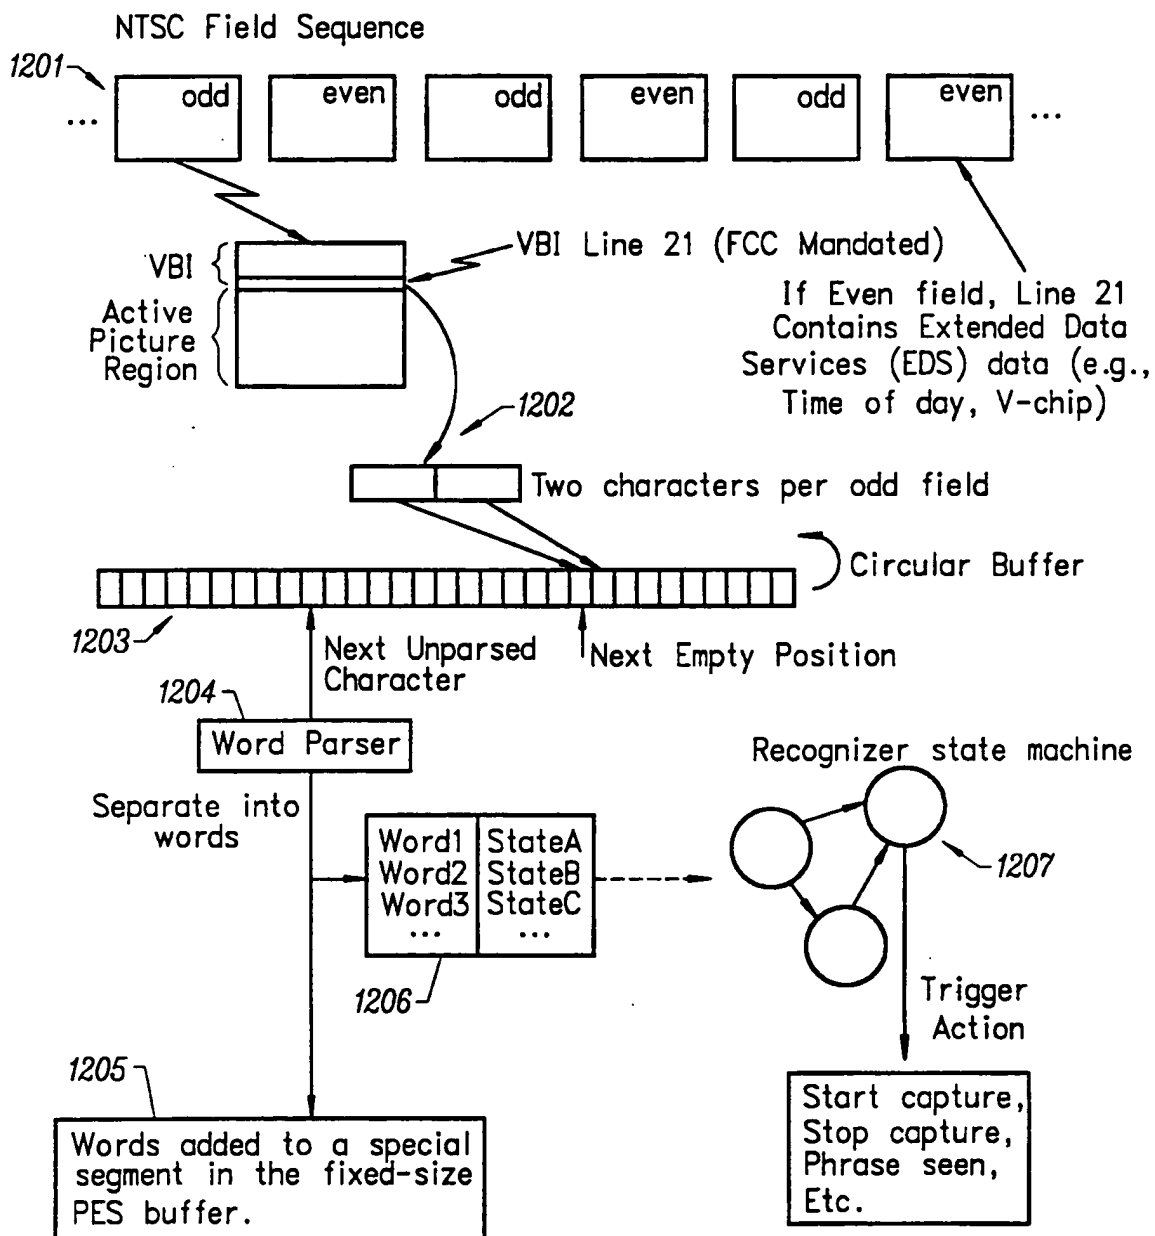 NTSC Field Sequence
1201
... odd even odd even odd even ...
VBI
VBI Line 21 (FCC Mandated)
Active
Picture
Region
If Even field, Line 21
Contains Extended Data
Services (EDS) data (e.g.,
Time of day, V-chip)
1202
Two characters per odd field
Circular Buffer
1203
Next Unparsed
Character
Next Empty Position
1204
Word Parser
Separate into
words
Word1 StateA
Word2 StateB
Word3 StateC
... ...
1206
Recognizer state machine
1207
Trigger
Action
1205
Words added to a special
segment in the fixed-size
PES buffer.
Start capture,
Stop capture,
Phrase seen,
Etc.